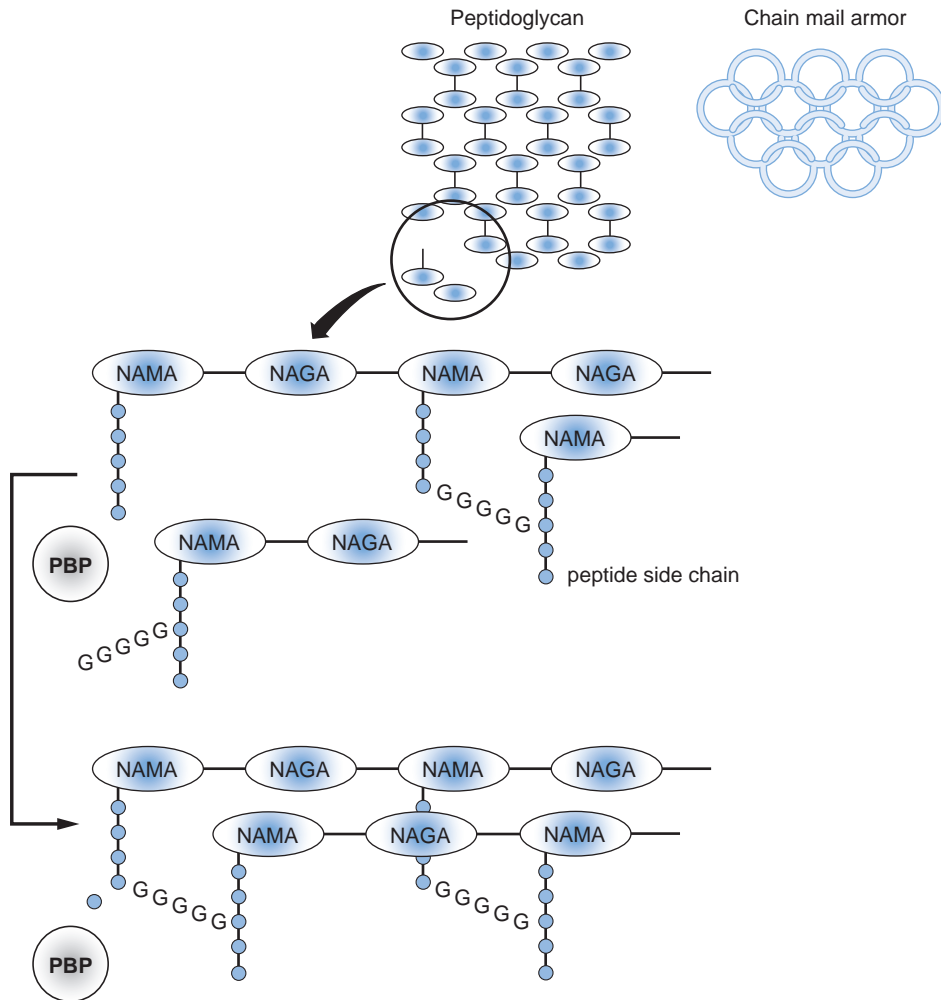 Peptidoglycan
Chain mail armor
NAMA NAGA NAMA NAGA
NAMA
GGGGG
NAMA NAGA
PBP
peptide side chain
GGGGG
NAMA NAGA NAMA NAGA
NAMA NAGA NAMA
GGGGG GGGGG
PBP